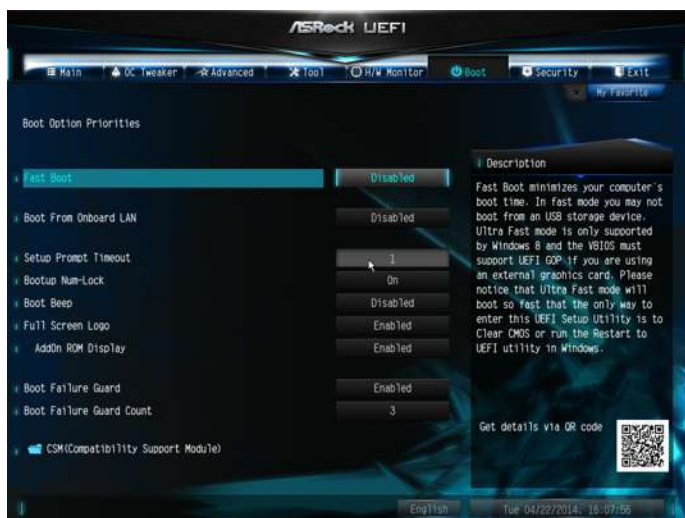 ASRock UEFI
Main OC Tweaker Advanced Tool H/W Monitor Boot Security Exit
My Favorite
Boot Option Priorities
Fast Boot Disabled
Boot From Onboard LAN Disabled
Setup Prompt Timeout 1
Bootup Num-Lock On
Boot Beep Disabled
Full Screen Logo Enabled
AddOn ROM Display Enabled
Boot Failure Guard Enabled
Boot Failure Guard Count 3
CSM(Compatibility Support Module)
Description
Fast Boot minimizes your computer's
boot time. In fast mode you may not
boot from an USB storage device.
Ultra Fast mode is only supported
by Windows 8 and the VBIOS must
support UEFI GOP if you are using
an external graphics card. Please
notice that Ultra Fast mode will
boot so fast that the only way to
enter this UEFI Setup Utility is to
Clear CMOS or run the Restart to
UEFI utility in Windows.
Get details via QR code
English Tue 04/22/2014. 16:07:56